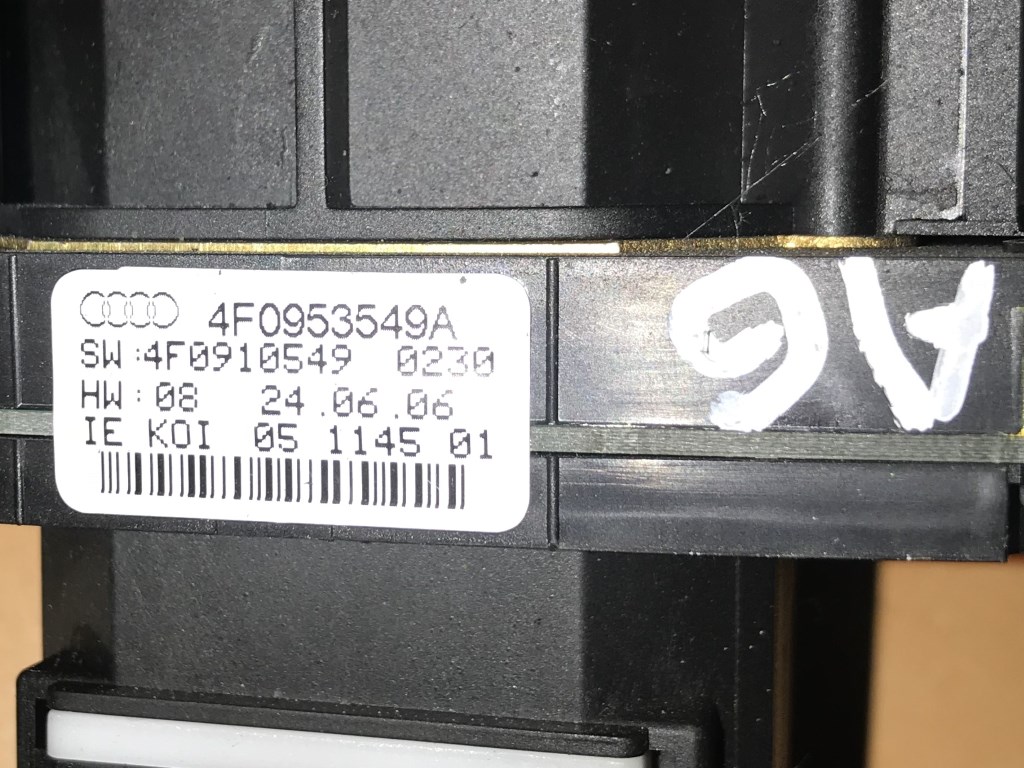 4F0953549A
SW:4F0910549 0230
HW:08 24.06.06
IE KOI 05 1145 01
A6